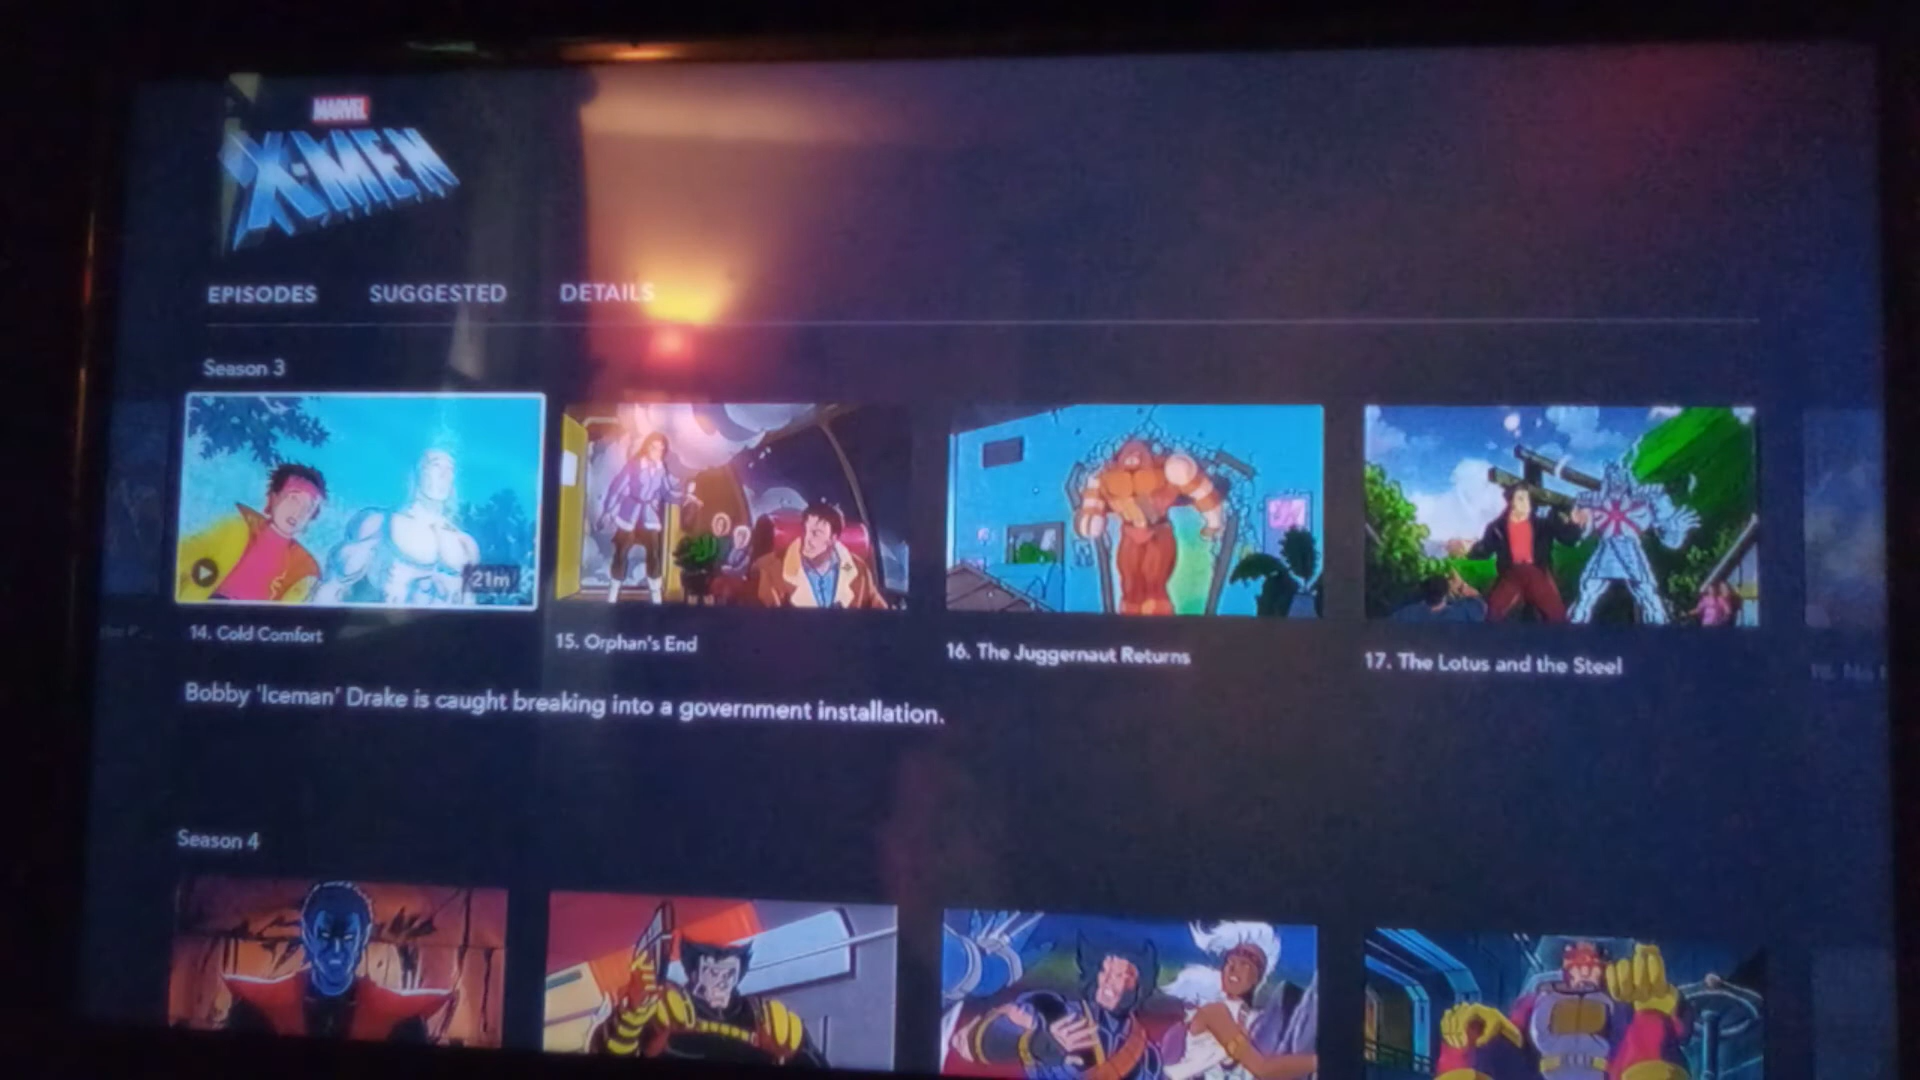 MARVEL
X-MEN
EPISODES SUGGESTED DETAILS
Season 3
21m
14. Cold Comfort
15. Orphan's End
16. The Juggernaut Returns
17. The Lotus and the Steel
Bobby 'Iceman' Drake is caught breaking into a government installation.
Season 4